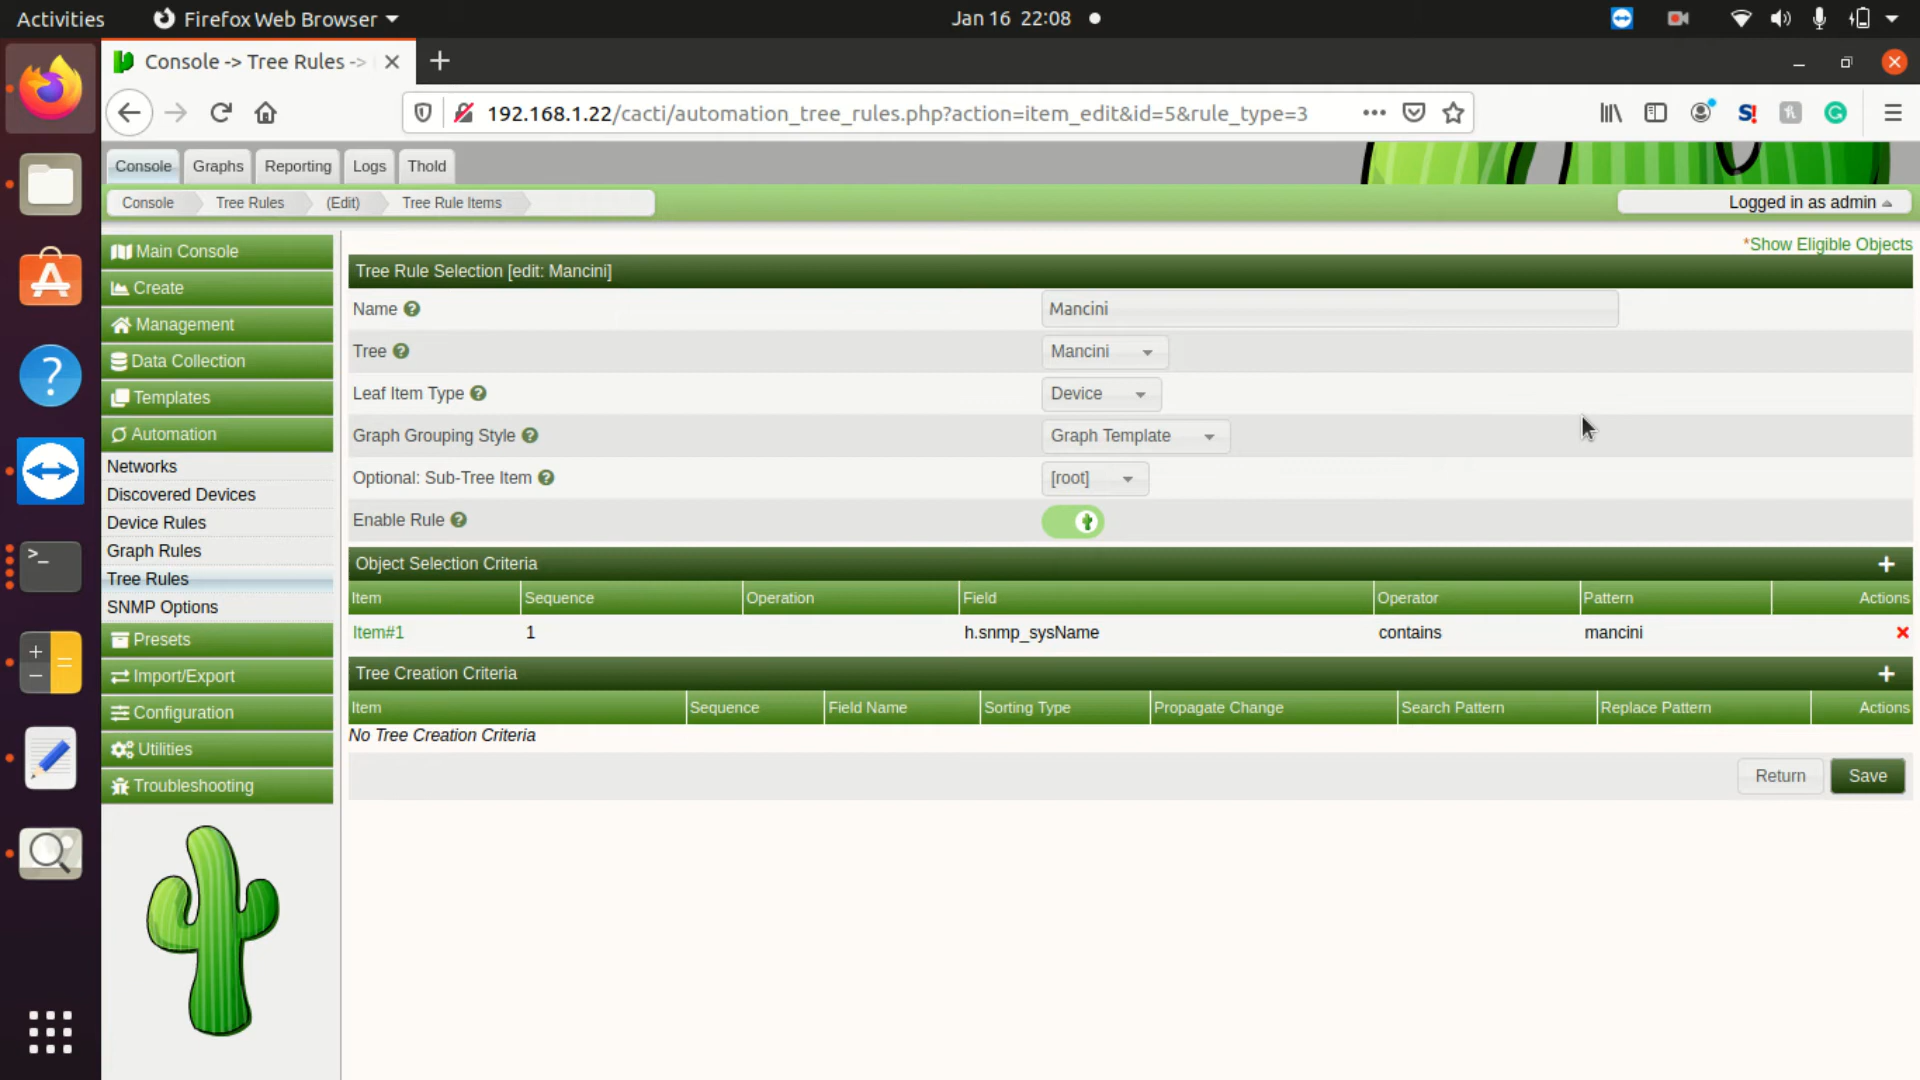 Activities Firefox Web Browser Jan 16 22:08
Console -> Tree Rules ->
192.168.1.22/cacti/automation_tree_rules.php?action=item_edit&id=5&rule_type=3
Console Graphs Reporting Logs Thold
Console Tree Rules (Edit) Tree Rule Items Logged in as admin
*Show Eligible Objects
Main Console
Create
Management
Data Collection
Templates
Automation
Networks
Discovered Devices
Device Rules
Graph Rules
Tree Rules
SNMP Options
Presets
Import/Export
Configuration
Utilities
Troubleshooting
Tree Rule Selection [edit: Mancini]
Name Mancini
Tree Mancini
Leaf Item Type Device
Graph Grouping Style Graph Template
Optional: Sub-Tree Item [root]
Enable Rule
Object Selection Criteria
Item Sequence Operation Field Operator Pattern Actions
Item#1 1 h.snmp_sysName contains mancini
Tree Creation Criteria
Item Sequence Field Name Sorting Type Propagate Change Search Pattern Replace Pattern Actions
No Tree Creation Criteria
Return Save